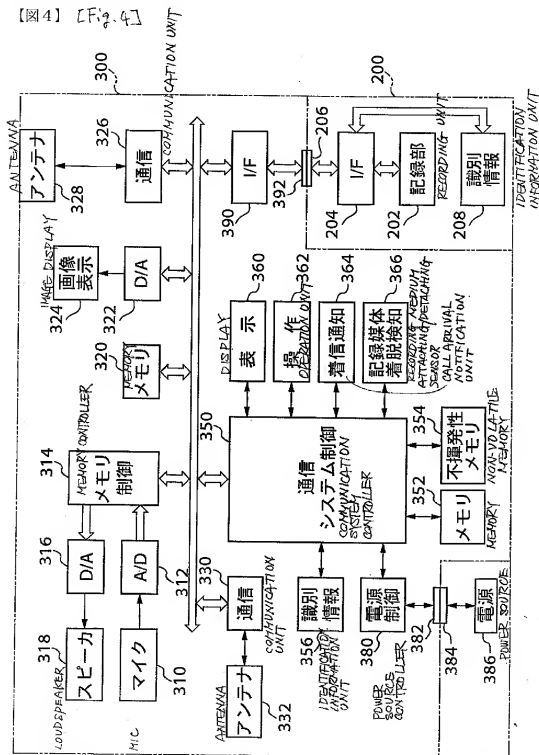 【図4】 [Fig. 4]
300
200
COMMUNICATION UNIT
ANTENNA
アンテナ
328
326
通信
IMAGE DISPLAY
画像
表示
324
D/A
322
320
MEMORY
メモリ
MEMORY CONTROLLER
314
メモリ
制御
316
D/A
A/D
312
LOUDSPEAKER
318
スピーカ
MIC
マイク
310
330
通信
COMMUNICATION
UNIT
ANTENNA
アンテナ
332
I/F
390
392
206
I/F
204
記録部
202
RECORDING UNIT
識別
情報
208
IDENTIFICATION
INFORMATION UNIT
360
DISPLAY
表示
362
操作
OPERATION UNIT
364
着信通知
366
記録媒体
着脱検知
RECORDING MEDIUM
ATTACHING/DETACHING
SENSOR
CALL ARRIVAL
NOTIFICATION
UNIT
350
通信
システム制御
COMMUNICATION
SYSTEM
CONTROLLER
354
不揮発性
メモリ
NON-VOLATILE
MEMORY
352
メモリ
MEMORY
識別
情報
356
IDENTIFICATION
INFORMATION
UNIT
電源
制御
380
POWER
SOURCE
CONTROLLER
382
384
電源
386
POWER SOURCE